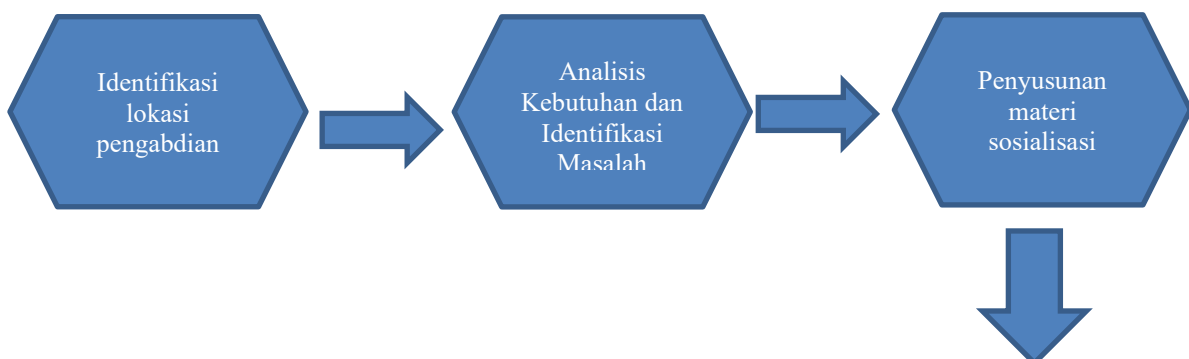 Identifikasi
lokasi
pengabdian
Analisis
Kebutuhan dan
Identifikasi
Masalah
Penyusunan
materi
sosialisasi